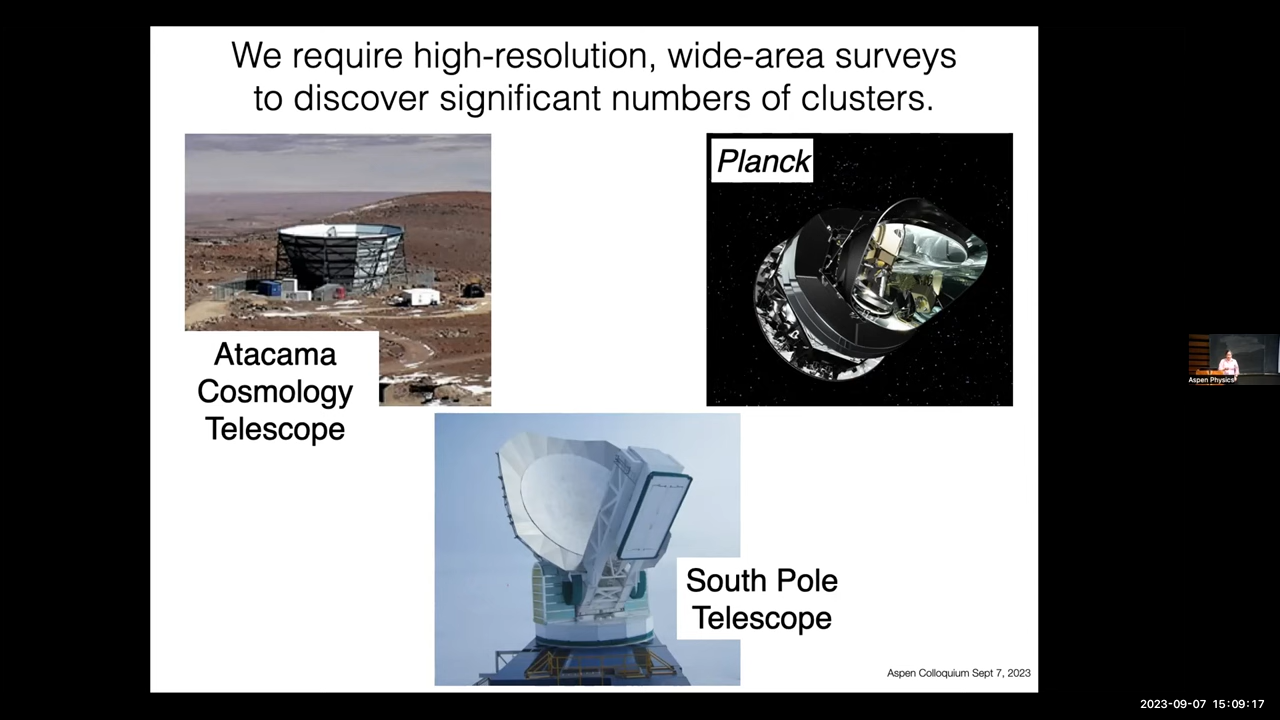 We require high-resolution, wide-area surveys
to discover significant numbers of clusters.
Planck
Atacama
Cosmology
Telescope
South Pole
Telescope
Aspen Colloquium Sept 7, 2023
Aspen Physics
2023-09-07 15:09:17